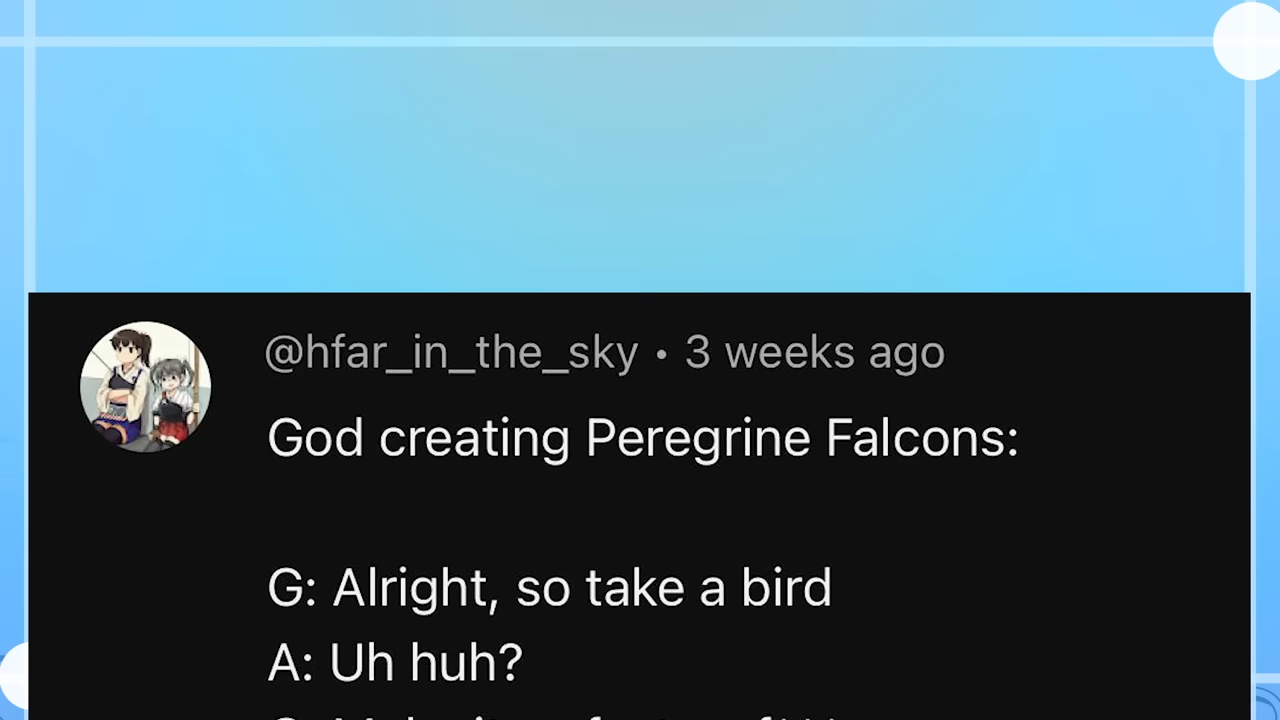 @hfar_in_the_sky • 3 weeks ago
God creating Peregrine Falcons:
G: Alright, so take a bird
A: Uh huh?